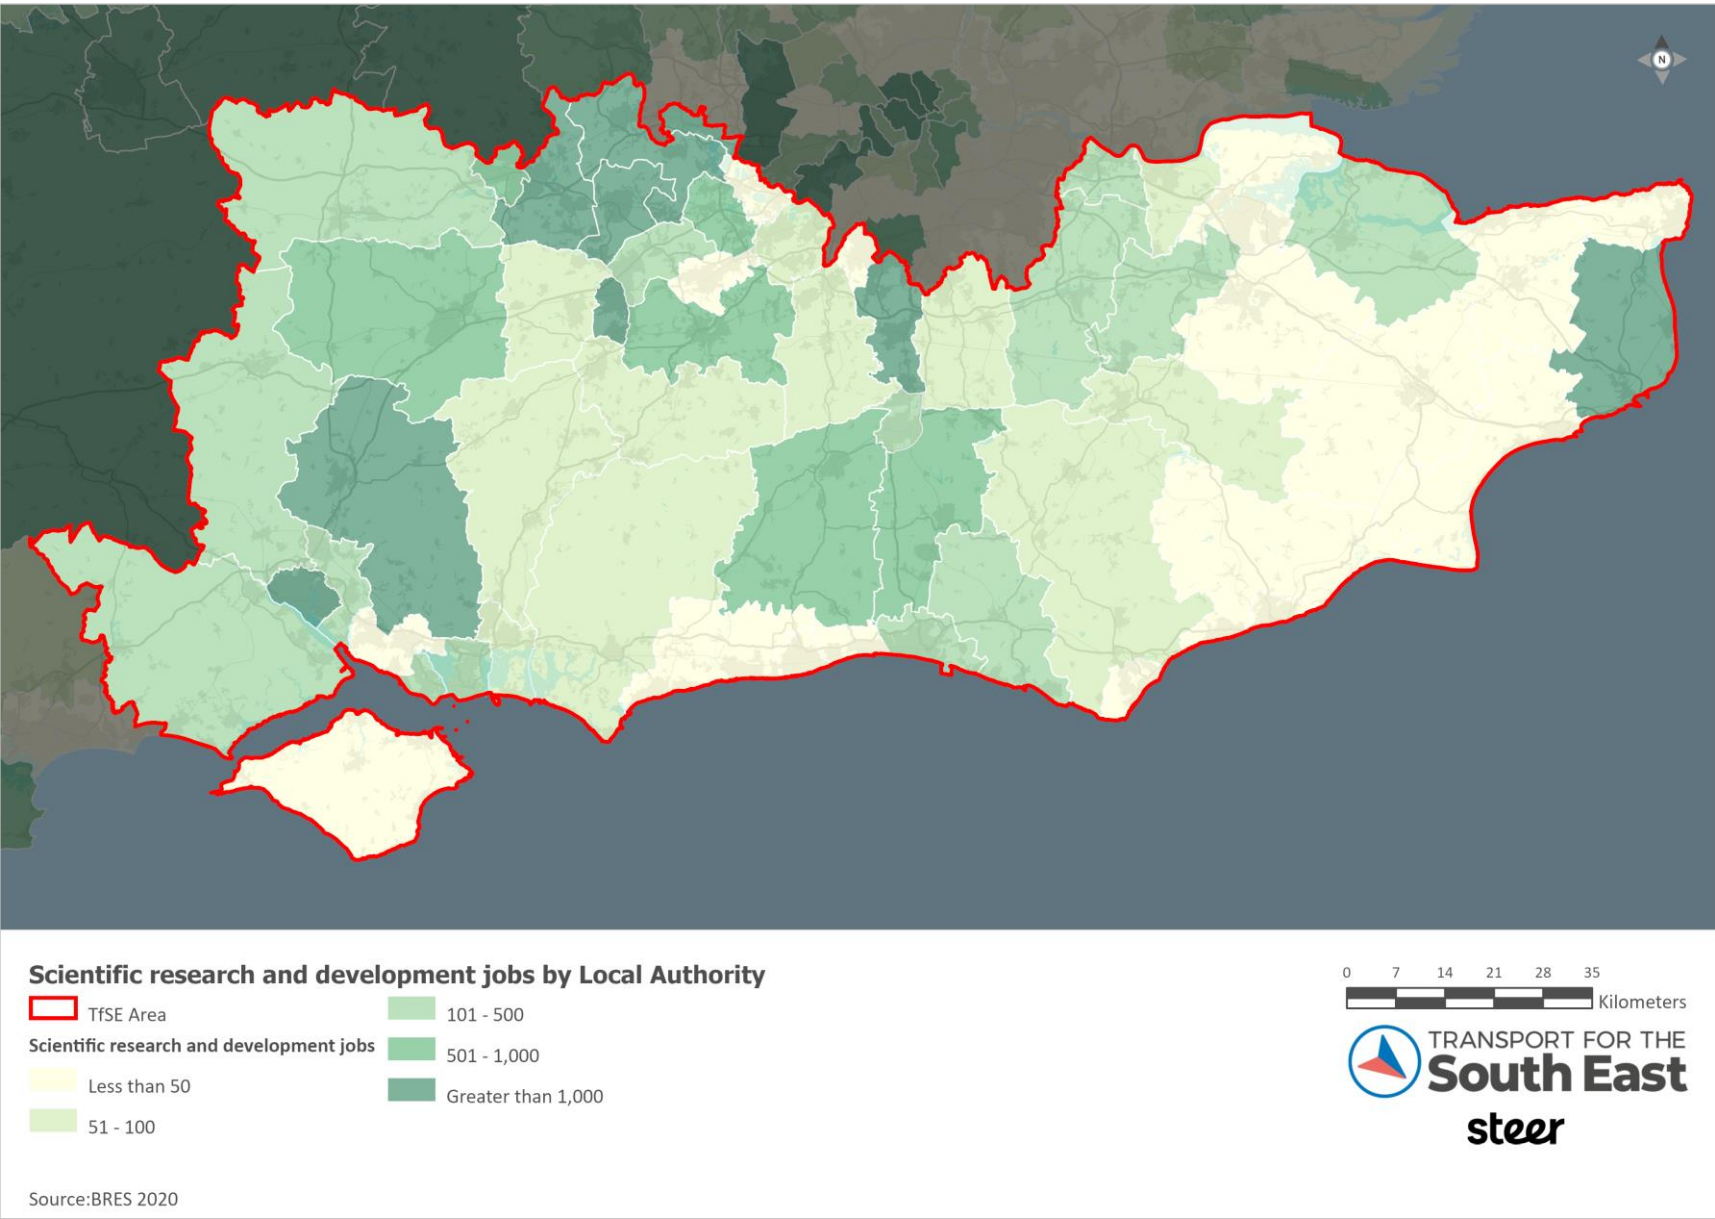 N
Scientific research and development jobs by Local Authority
TfSE Area
Scientific research and development jobs
Less than 50
51 - 100
101 - 500
501 - 1,000
Greater than 1,000
Source:BRES 2020
0 7 14 21 28 35
Kilometers
TRANSPORT FOR THE
South East
steer